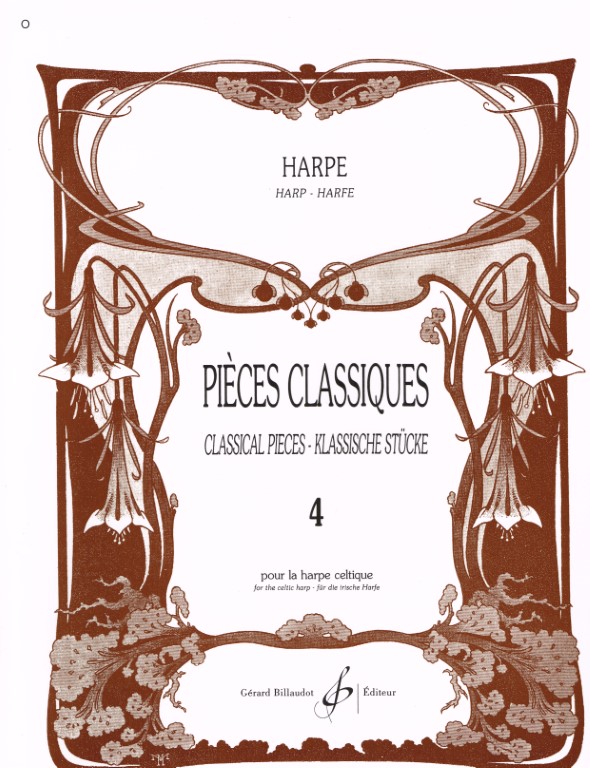 O
HARPE
HARP - HARFE
PIÈCES CLASSIQUES
CLASSICAL PIECES - KLASSISCHE STÜCKE
4
pour la harpe celtique
for the celtic harp - für die irische Harfe
Gérard Billaudot Éditeur